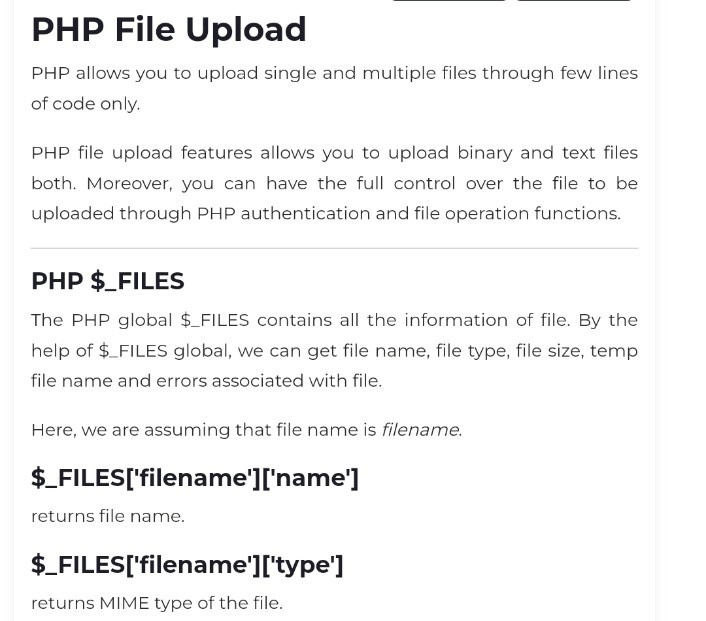 PHP File Upload
PHP allows you to upload single and multiple files through few lines
of code only.
PHP file upload features allows you to upload binary and text files
both. Moreover, you can have the full control over the file to be
uploaded through PHP authentication and file operation functions.
PHP $_FILES
The PHP global $_FILES contains all the information of file. By the
help of $_FILES global, we can get file name, file type, file size, temp
file name and errors associated with file.
Here, we are assuming that file name is filename.
$_FILES['filename']['name']
returns file name.
$_FILES['filename']['type']
returns MIME type of the file.